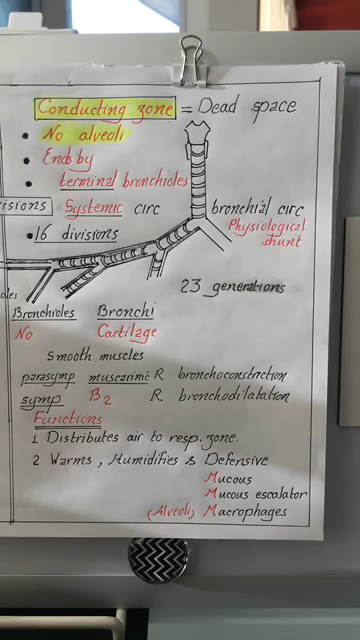 Conducting zone = Dead space
• No alveoli
• Ends by
• terminal bronchioles
Systemic circ
bronchial circ
Physiological
shunt
•16 divisions
23 generations
Bronchioles Bronchi
No Cartilage
Smooth muscles
parasymp muscarinic R bronchoconstraction
symp B2 R bronchodilatation
Functions
1 Distributes air to resp. zone.
2 Warms, Humidifies & Defensive
Mucous
Mucous escalator
(Alveoli) Macrophages